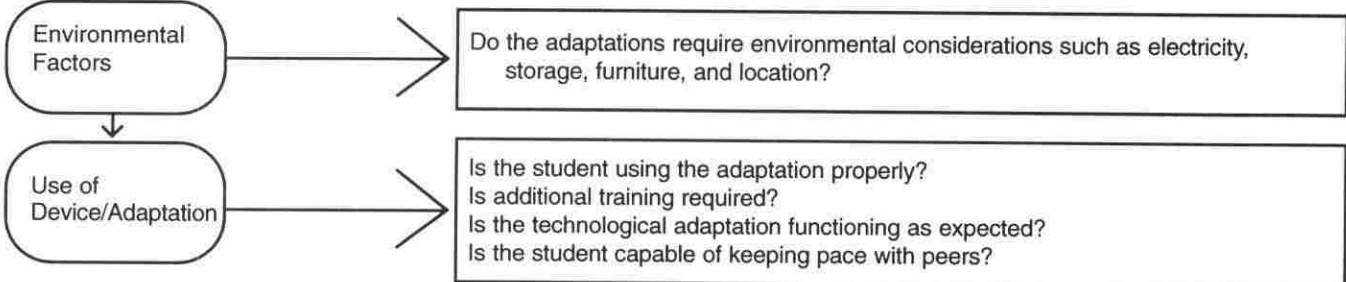 Environmental
Factors
Do the adaptations require environmental considerations such as electricity,
storage, furniture, and location?
Use of
Device/Adaptation
Is the student using the adaptation properly?
Is additional training required?
Is the technological adaptation functioning as expected?
Is the student capable of keeping pace with peers?